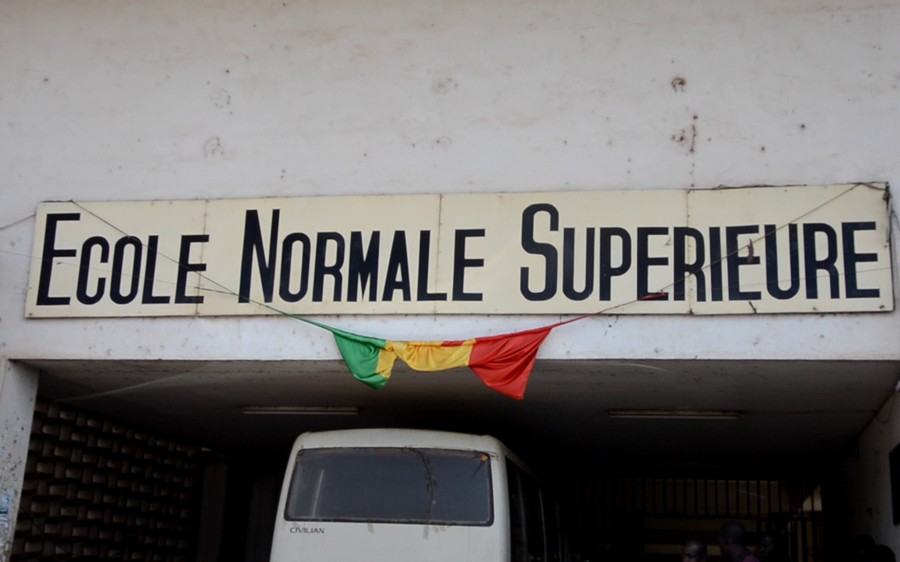 ECOLE NORMALE SUPERIEURE
CIVILIAN